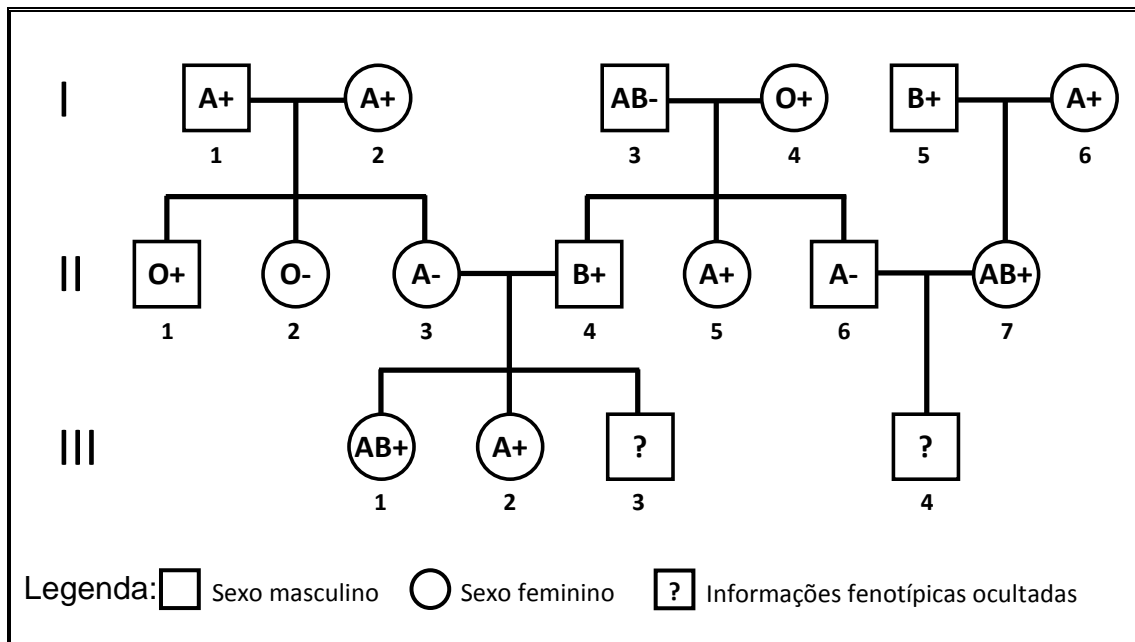 I A+ A+ AB- O+ B+ A+
1 2 3 4 5 6
II O+ O- A- B+ A+ A- AB+
1 2 3 4 5 6 7
III AB+ A+ ? ?
1 2 3 4
Legenda: Sexo masculino Sexo feminino ? Informações fenotípicas ocultadas